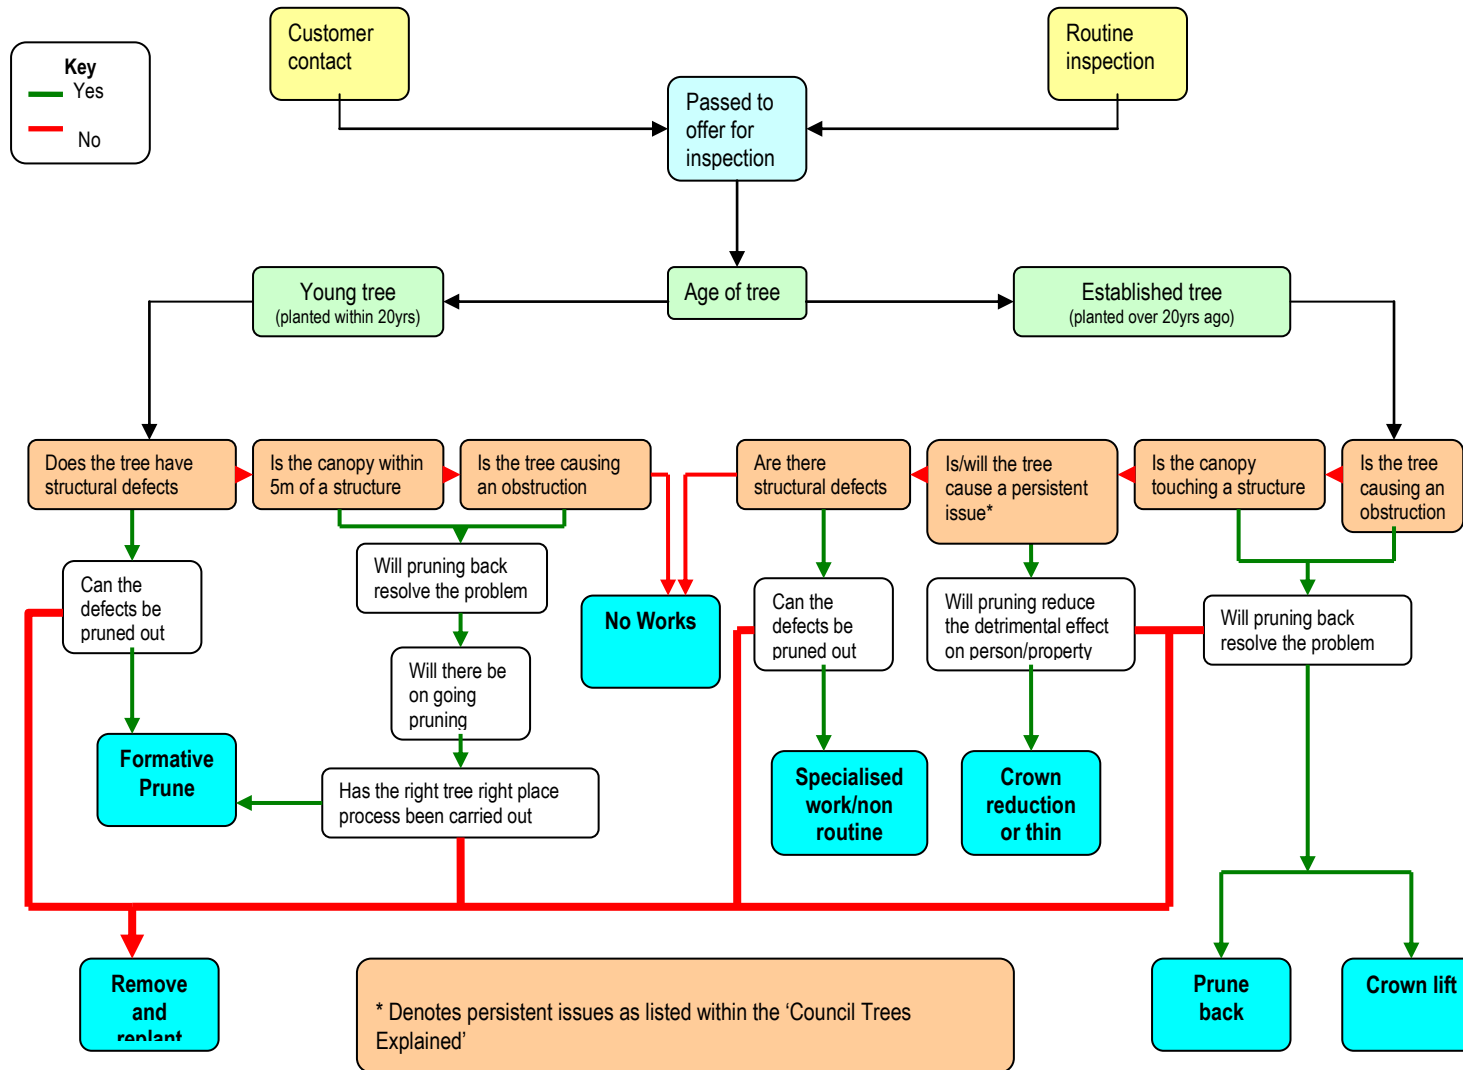 Key
Yes
No
Customer
contact
Routine
inspection
Passed to
offer for
inspection
Young tree
(planted within 20yrs)
Age of tree
Established tree
(planted over 20yrs ago)
Does the tree have
structural defects
Is the canopy within
5m of a structure
Is the tree causing
an obstruction
Are there
structural defects
Is/will the tree
cause a persistent
issue*
Is the canopy
touching a structure
Is the tree
causing an
obstruction
Can the
defects be
pruned out
Will pruning back
resolve the problem
No Works
Can the
defects be
pruned out
Will pruning reduce
the detrimental effect
on person/property
Will pruning back
resolve the problem
Will there be
on going
pruning
Formative
Prune
Has the right tree right place
process been carried out
Specialised
work/non
routine
Crown
reduction
or thin
Remove
and
replant
* Denotes persistent issues as listed within the ‘Council Trees
Explained’
Prune
back
Crown lift